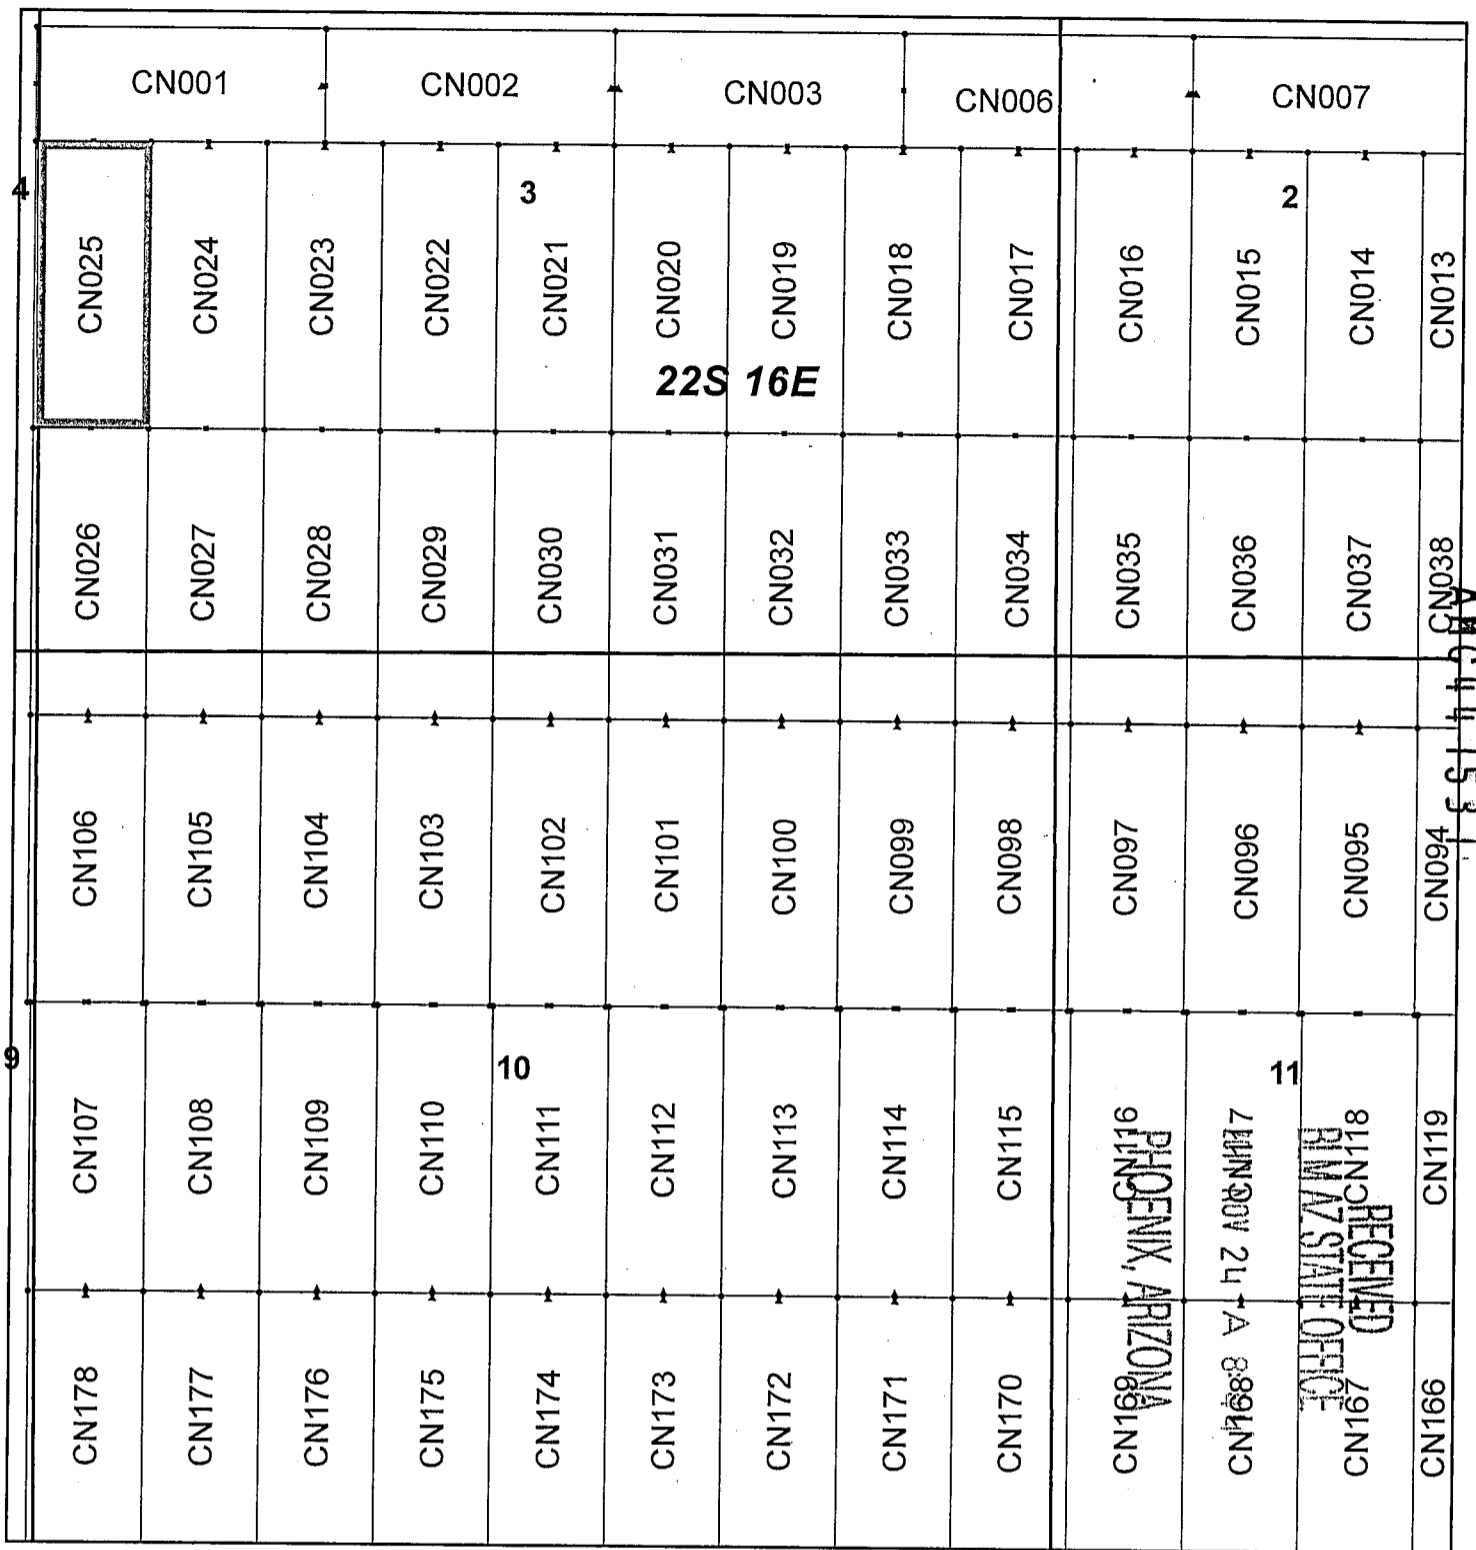 CN001 CN002 CN003 CN006 CN007
4 3 2
CN025 CN024 CN023 CN022 CN021 CN020 CN019 CN018 CN017 CN016 CN015 CN014 CN013
22S 16E
CN026 CN027 CN028 CN029 CN030 CN031 CN032 CN033 CN034 CN035 CN036 CN037 CN038
CN106 CN105 CN104 CN103 CN102 CN101 CN100 CN099 CN098 CN097 CN096 CN095 CN094
9 10 11
CN107 CN108 CN109 CN110 CN111 CN112 CN113 CN114 CN115 CN116 CN118 CN119
CN178 CN177 CN176 CN175 CN174 CN173 CN172 CN171 CN170 CN169 CN168 CN167 CN166
AMC441531
RECEIVED
BLM AZ STATE OFFICE
NOV 24 A 8:
PHOENIX, ARIZONA